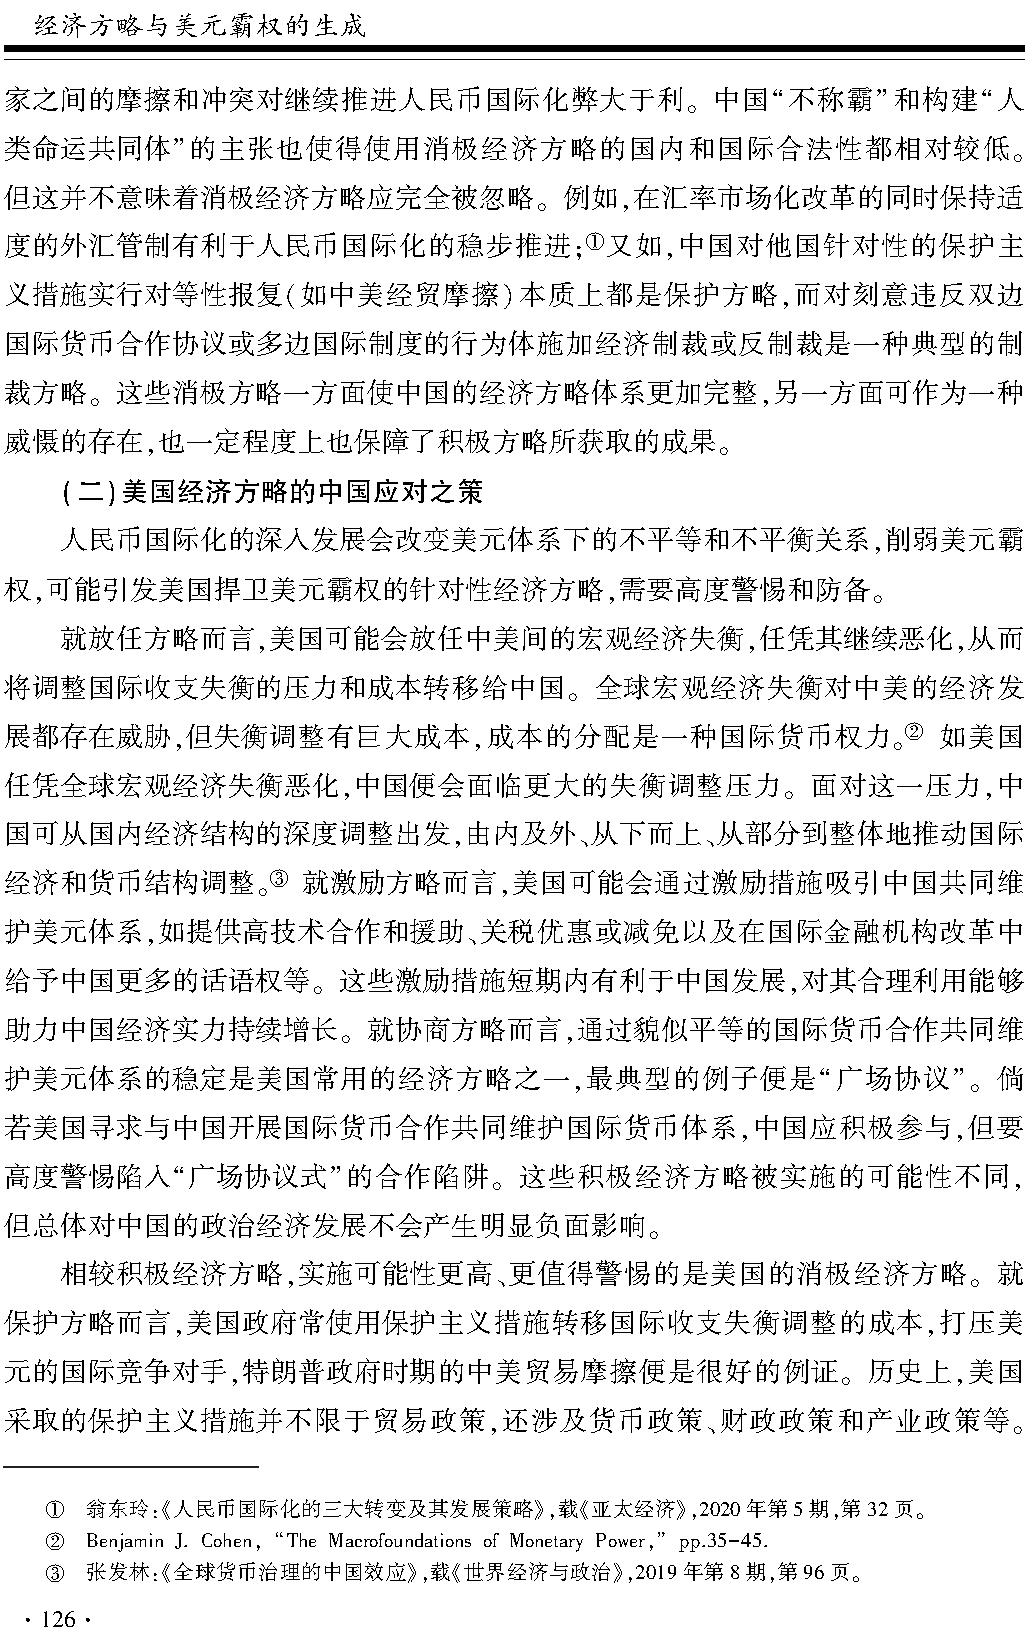 经济方略与美元霸权的生成
家之间的摩擦和冲突对继续推进人民币国际化弊大于利。中国“不称霸”和构建“人
类命运共同体”的主张也使得使用消极经济方略的国内和国际合法性都相对较低。
但这并不意味着消极经济方略应完全被忽略。例如,在汇率市场化改革的同时保持适
度的外汇管制有利于人民币国际化的稳步推进;①又如,中国对他国针对性的保护主
义措施实行对等性报复(如中美经贸摩擦)本质上都是保护方略,而对刻意违反双边
国际货币合作协议或多边国际制度的行为体施加经济制裁或反制裁是一种典型的制
裁方略。这些消极方略一方面使中国的经济方略体系更加完整,另一方面可作为一种
威慑的存在,也一定程度上也保障了积极方略所获取的成果。
(二)美国经济方略的中国应对之策
人民币国际化的深入发展会改变美元体系下的不平等和不平衡关系,削弱美元霸
权,可能引发美国捍卫美元霸权的针对性经济方略,需要高度警惕和防备。
就放任方略而言,美国可能会放任中美间的宏观经济失衡,任凭其继续恶化,从而
将调整国际收支失衡的压力和成本转移给中国。全球宏观经济失衡对中美的经济发
展都存在威胁,但失衡调整有巨大成本,成本的分配是一种国际货币权力。② 如美国
任凭全球宏观经济失衡恶化,中国便会面临更大的失衡调整压力。面对这一压力,中
国可从国内经济结构的深度调整出发,由内及外、从下而上、从部分到整体地推动国际
经济和货币结构调整。③ 就激励方略而言,美国可能会通过激励措施吸引中国共同维
护美元体系,如提供高技术合作和援助、关税优惠或减免以及在国际金融机构改革中
给予中国更多的话语权等。这些激励措施短期内有利于中国发展,对其合理利用能够
助力中国经济实力持续增长。就协商方略而言,通过貌似平等的国际货币合作共同维
护美元体系的稳定是美国常用的经济方略之一,最典型的例子便是“广场协议”。倘
若美国寻求与中国开展国际货币合作共同维护国际货币体系,中国应积极参与,但要
高度警惕陷入“广场协议式”的合作陷阱。这些积极经济方略被实施的可能性不同,
但总体对中国的政治经济发展不会产生明显负面影响。
相较积极经济方略,实施可能性更高、更值得警惕的是美国的消极经济方略。就
保护方略而言,美国政府常使用保护主义措施转移国际收支失衡调整的成本,打压美
元的国际竞争对手,特朗普政府时期的中美贸易摩擦便是很好的例证。历史上,美国
采取的保护主义措施并不限于贸易政策,还涉及货币政策、财政政策和产业政策等。
① 翁东玲:《人民币国际化的三大转变及其发展策略》,载《亚太经济》,2020 年第 5 期,第 32 页。
② Benjamin J. Cohen, “The Macrofoundations of Monetary Power,” pp.35-45.
③ 张发林:《全球货币治理的中国效应》,载《世界经济与政治》,2019 年第 8 期,第 96 页。
· 126 ·